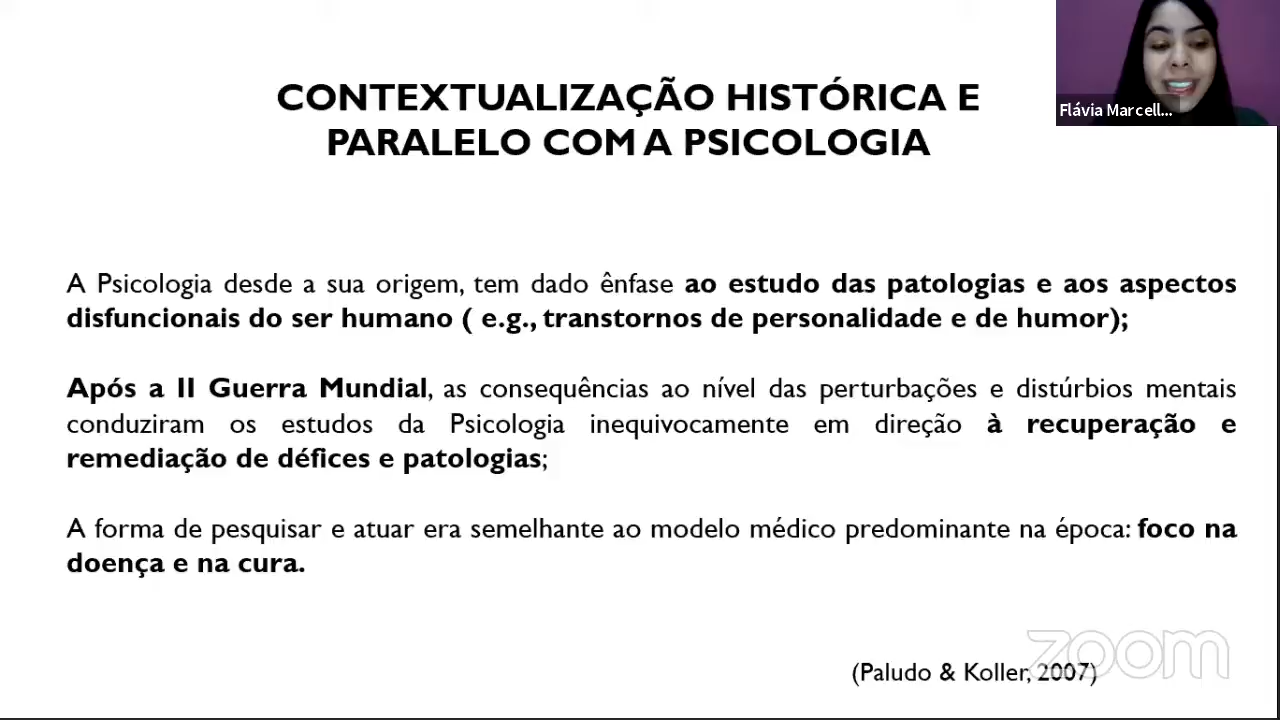 CONTEXTUALIZAÇÃO HISTÓRICA E
PARALELO COM A PSICOLOGIA
Flávia Marcell...
A Psicologia desde a sua origem, tem dado ênfase ao estudo das patologias e aos aspectos
disfuncionais do ser humano ( e.g., transtornos de personalidade e de humor);
Após a II Guerra Mundial, as consequências ao nível das perturbações e distúrbios mentais
conduziram os estudos da Psicologia inequivocamente em direção à recuperação e
remediação de défices e patologias;
A forma de pesquisar e atuar era semelhante ao modelo médico predominante na época: foco na
doença e na cura.
zoom
(Paludo & Koller, 2007)